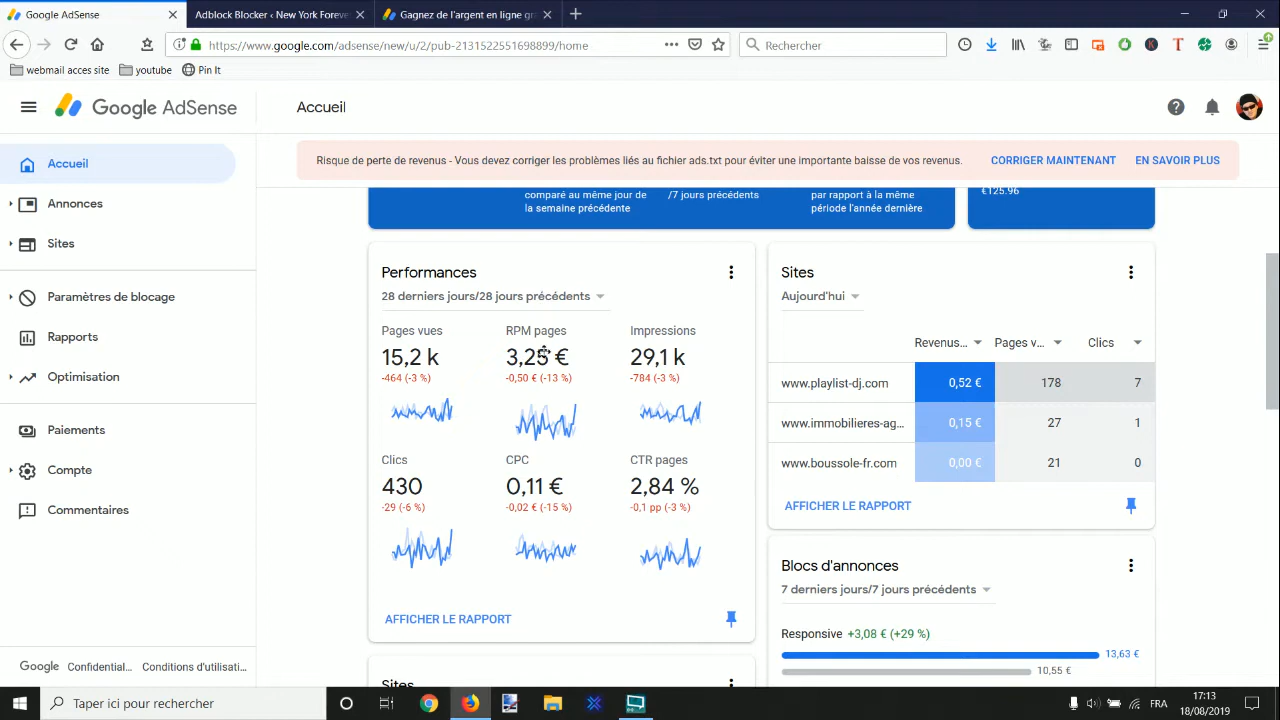 Google AdSense
Adblock Blocker ‹ New York Foreve
Gagnez de l'argent en ligne gr
https://www.google.com/adsense/new/u/2/pub-2131522551698899/home
Rechercher
webmail acces site
youtube
Pin It
Google AdSense
Accueil
Risque de perte de revenus - Vous devez corriger les problèmes liés au fichier ads.txt pour éviter une importante baisse de vos revenus.
CORRIGER MAINTENANT
EN SAVOIR PLUS
Accueil
Annonces
Sites
Paramètres de blocage
Rapports
Optimisation
Paiements
Compte
Commentaires
Google
Confidential...
Conditions d'utilisati...
comparé au même jour de
la semaine précédente
/7 jours précédents
par rapport à la même
période l'année dernière
€125.96
Performances
28 derniers jours/28 jours précédents
Pages vues
RPM pages
Impressions
15,2 k
3,25 €
29,1 k
-464 (-3 %)
-0,50 € (-13 %)
-784 (-3 %)
Clics
CPC
CTR pages
430
0,11 €
2,84 %
-29 (-6 %)
-0,02 € (-15 %)
-0,1 pp (-3 %)
AFFICHER LE RAPPORT
Sites
Sites
Aujourd'hui
Revenus...
Pages v...
Clics
www.playlist-dj.com 0,52 € 178 7
www.immobilieres-ag... 0,15 € 27 1
www.boussole-fr.com 0,00 € 21 0
AFFICHER LE RAPPORT
Blocs d'annonces
7 derniers jours/7 jours précédents
Responsive +3,08 € (+29 %)
13,63 €
10,55 €
Taper ici pour rechercher
FRA
17:13
18/08/2019